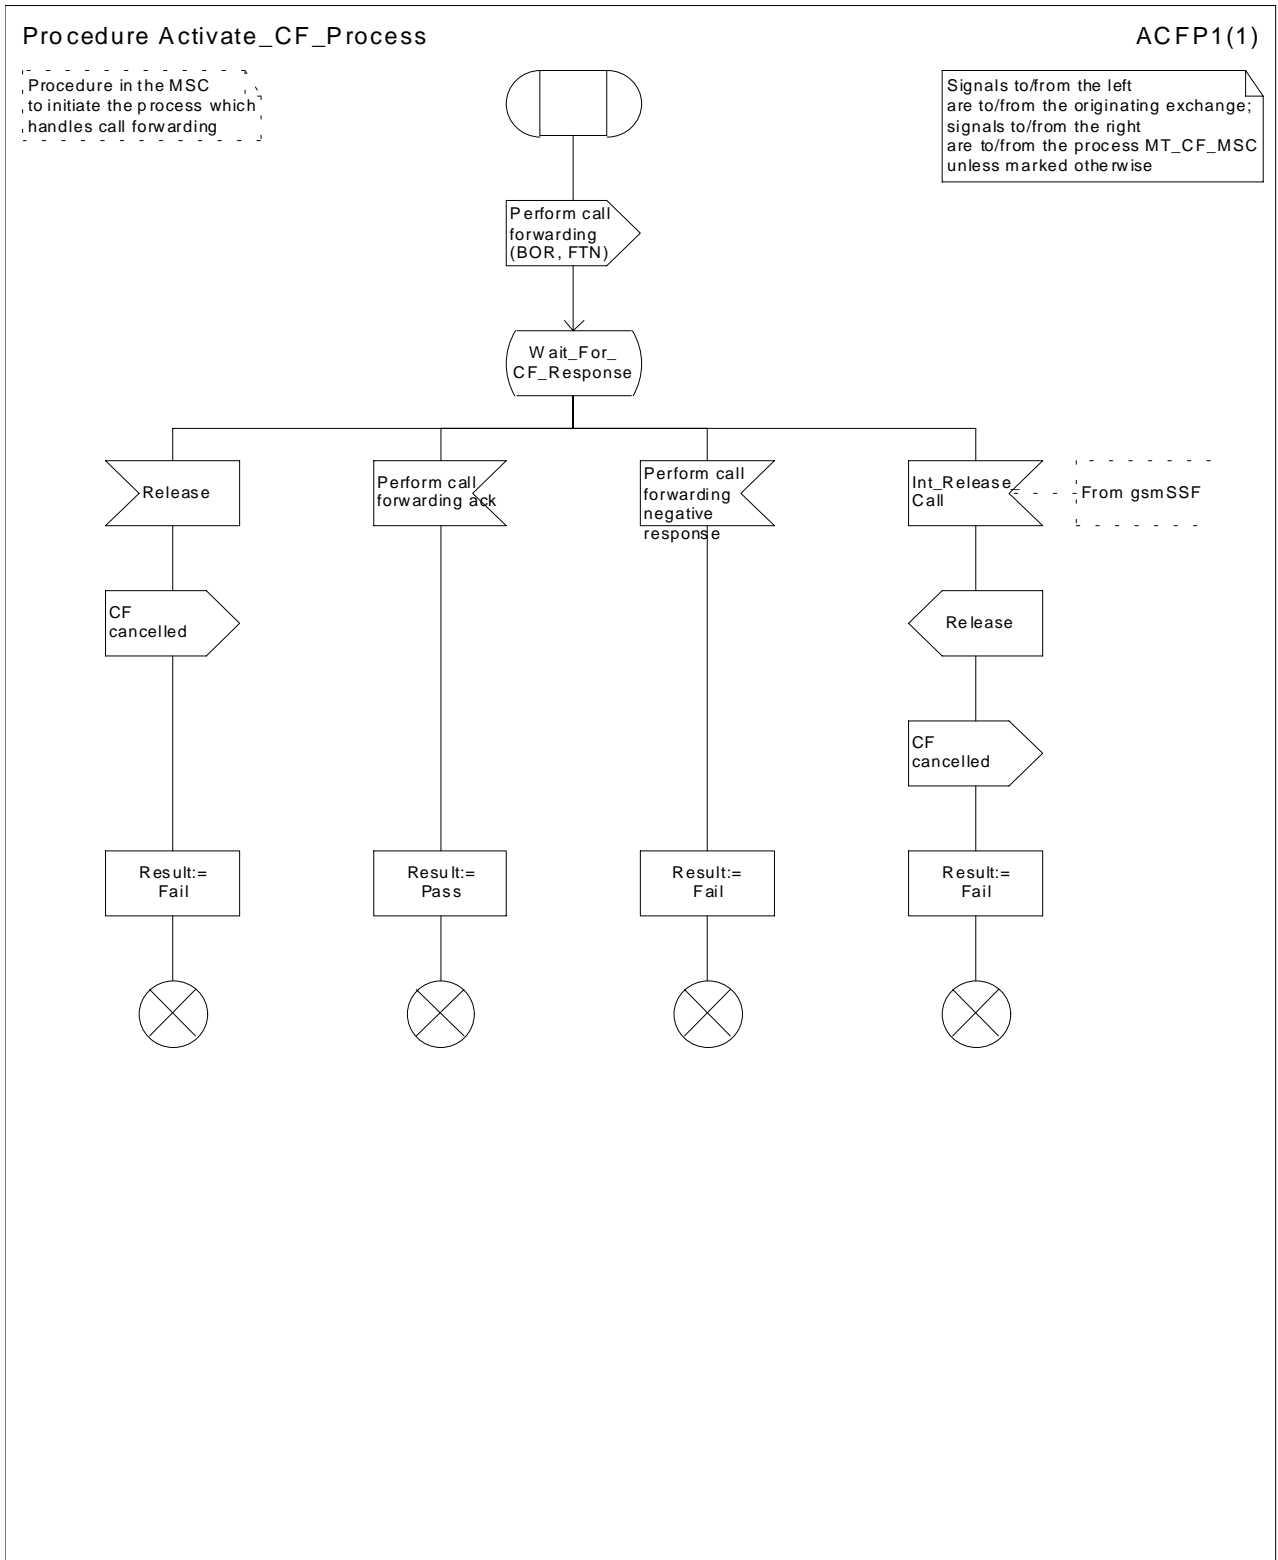 Procedure Activate_CF_Process
ACFP1(1)
Procedure in the MSC
to initiate the process which
handles call forwarding
Signals to/from the left
are to/from the originating exchange;
signals to/from the right
are to/from the process MT_CF_MSC
unless marked otherwise
Perform call
forwarding
(BOR, FTN)
Wait_For_
CF_Response
Release
Perform call
forwarding ack
Perform call
forwarding
negative
response
Int_Release_
Call
From gsmSSF
CF
cancelled
Release
CF
cancelled
Result:=
Fail
Result:=
Pass
Result:=
Fail
Result:=
Fail